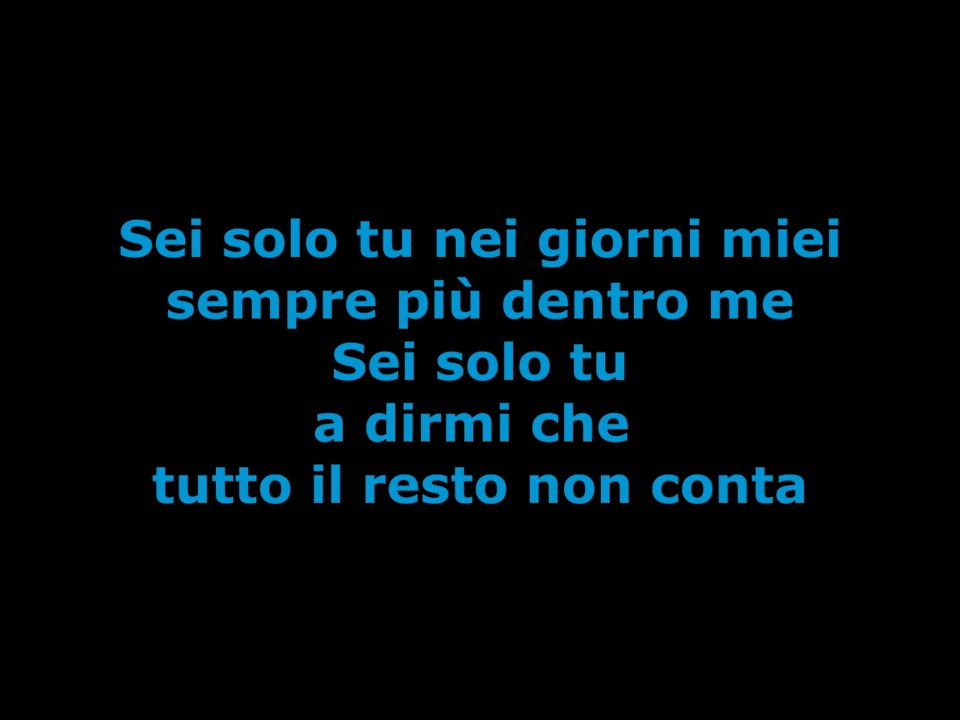 Sei solo tu nei giorni miei
sempre più dentro me
Sei solo tu
a dirmi che
tutto il resto non conta